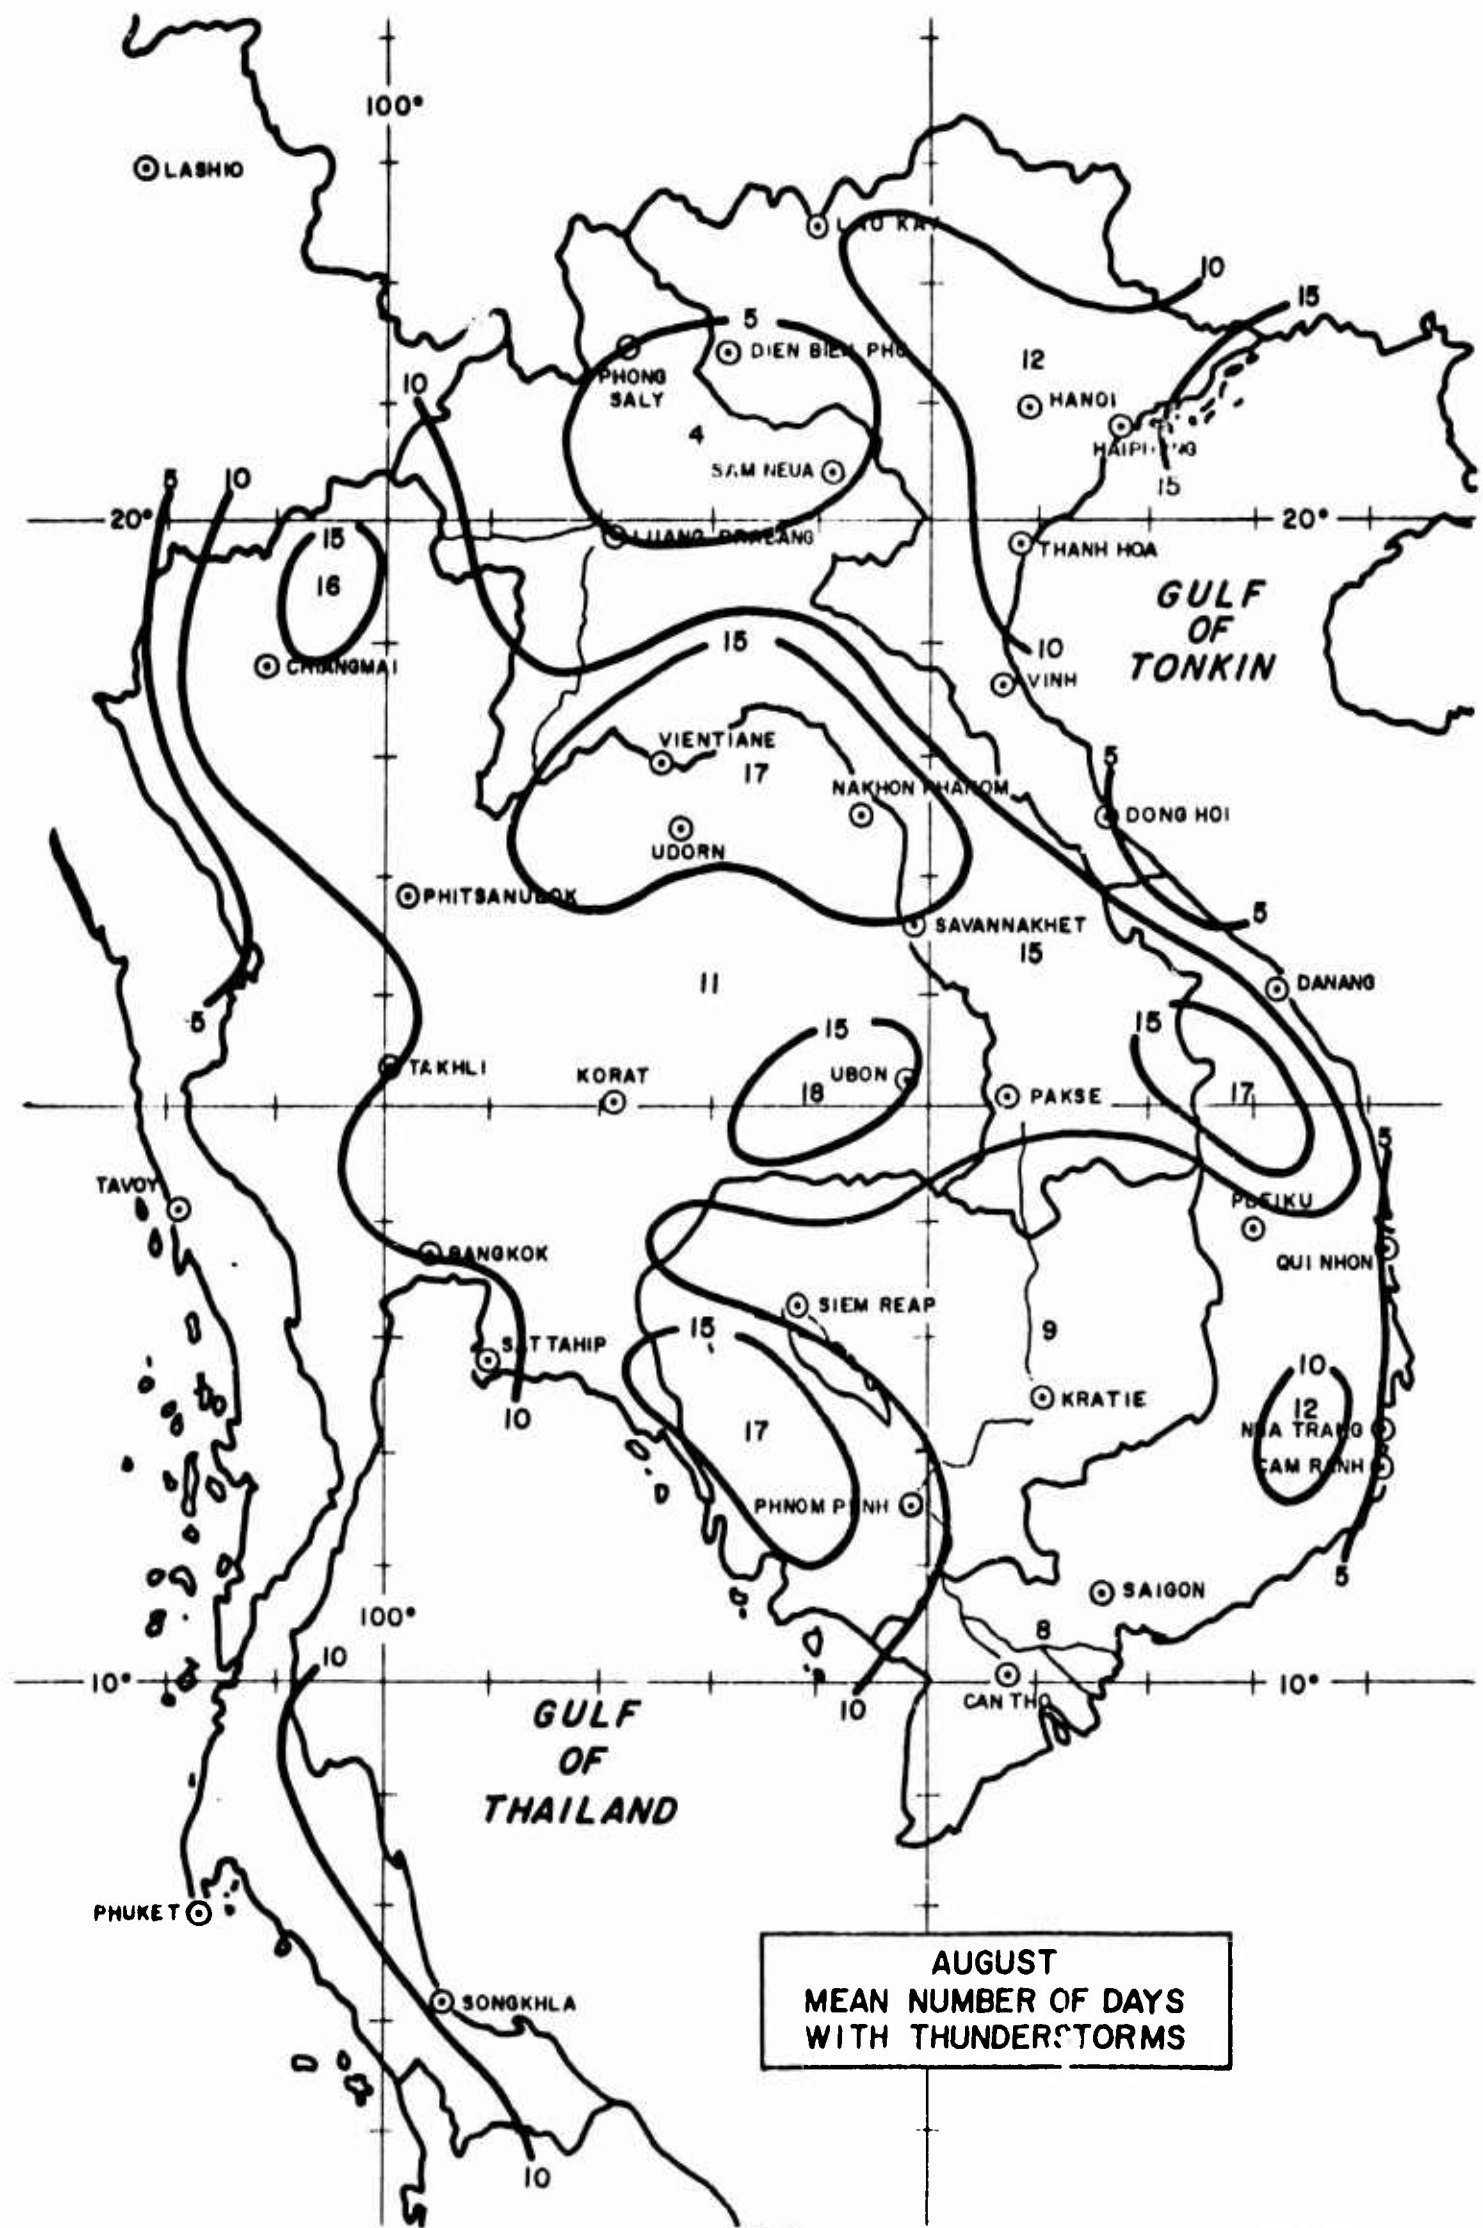 100°
LASHIO
LAO KAY
10
15
5
DIEN BIEN PHU
12
PHONG
SALY
10
HANOI
4
HAIPHONG
SAM NEUA
15
5
10
20°
20°
LUANG PRABANG
THANH HOA
15
16
GULF
OF
TONKIN
15
10
CHIANGMAI
VINH
VIENTIANE
17
5
NAKHON PHANOM
DONG HOI
UDORN
PHITSANULOK
5
SAVANNAKHET
15
11
DANANG
5
15
15
TAKHLI
KORAT
UBON
18
PAKSE
17
5
TAVOY
PLEIKU
BANGKOK
QUI NHON
SIEM REAP
15
9
SATTAHIP
10
KRATIE
10
12
17
NHA TRANG
CAM RANH
PHNOM PENH
5
SAIGON
100°
8
10
10°
10°
CAN THO
10
GULF
OF
THAILAND
PHUKET
SONGKHLA
AUGUST
MEAN NUMBER OF DAYS
WITH THUNDERSTORMS
10